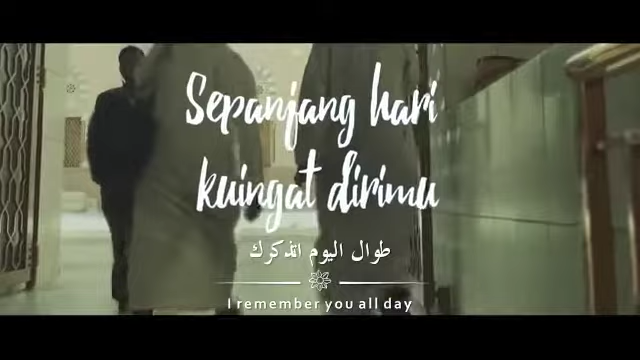 Sepanjang hari
kuingat dirimu
طوال اليوم اتذكرك
I remember you all day